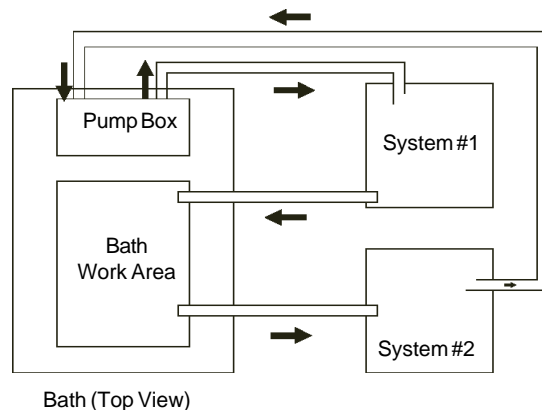 Pump Box
System #1
Bath
Work Area
System #2
Bath (Top View)